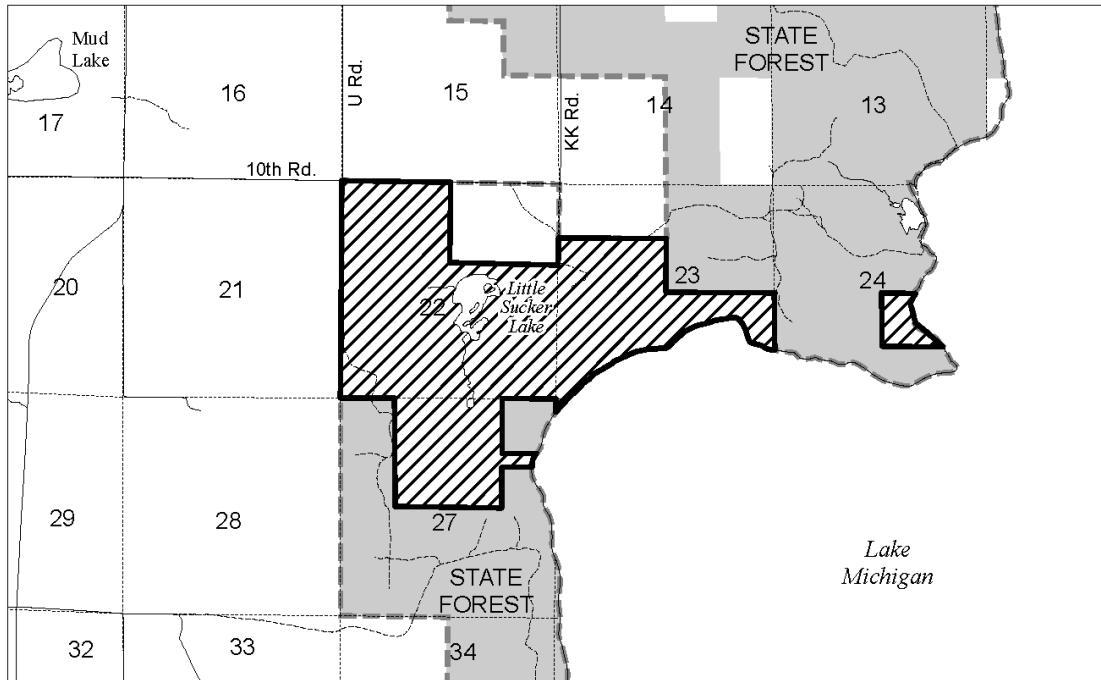 STATE
FOREST
Mud
Lake
U Rd.
16
15
KK Rd.
14
13
17
10th Rd.
20
21
22
Little
Sucker
Lake
23
24
29
28
27
Lake
Michigan
STATE
FOREST
32
33
34